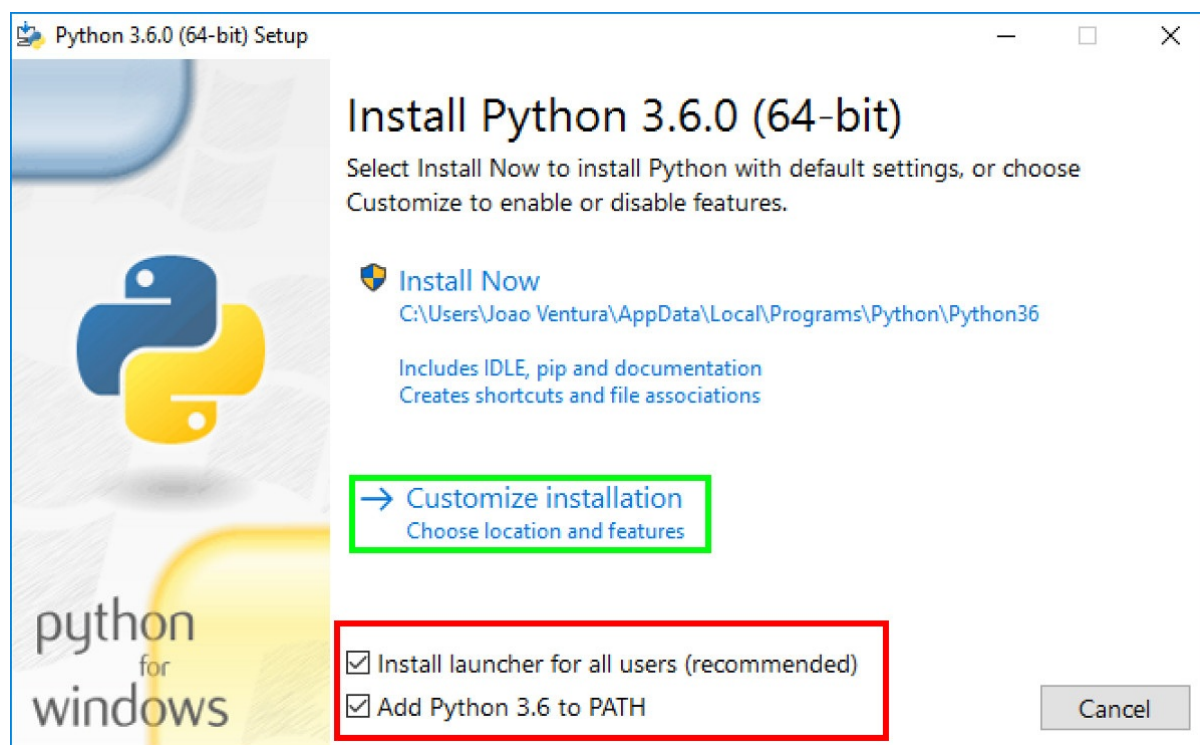 Python 3.6.0 (64-bit) Setup
Install Python 3.6.0 (64-bit)
Select Install Now to install Python with default settings, or choose
Customize to enable or disable features.
Install Now
C:\Users\Joao Ventura\AppData\Local\Programs\Python\Python36
Includes IDLE, pip and documentation
Creates shortcuts and file associations
Customize installation
Choose location and features
python
for
windows
Install launcher for all users (recommended)
Add Python 3.6 to PATH
Cancel